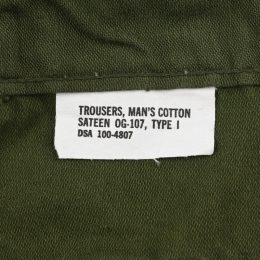 TROUSERS, MAN'S COTTON
SATEEN OG-107, TYPE I
DSA 100-4807